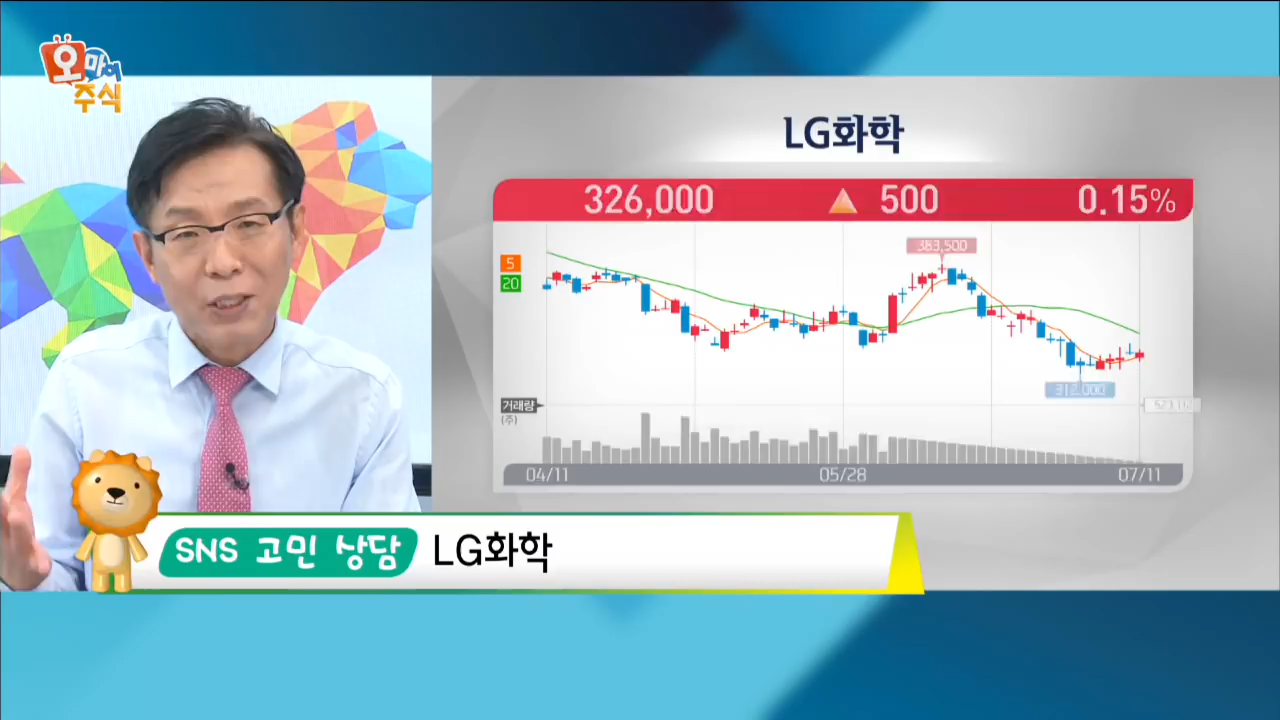 오마이
주식
LG화학
326,000 ▲ 500 0.15%
5
20
383,500
312,000
거래량
(주)
04/11 05/28 07/11
SNS 고민 상담 LG화학